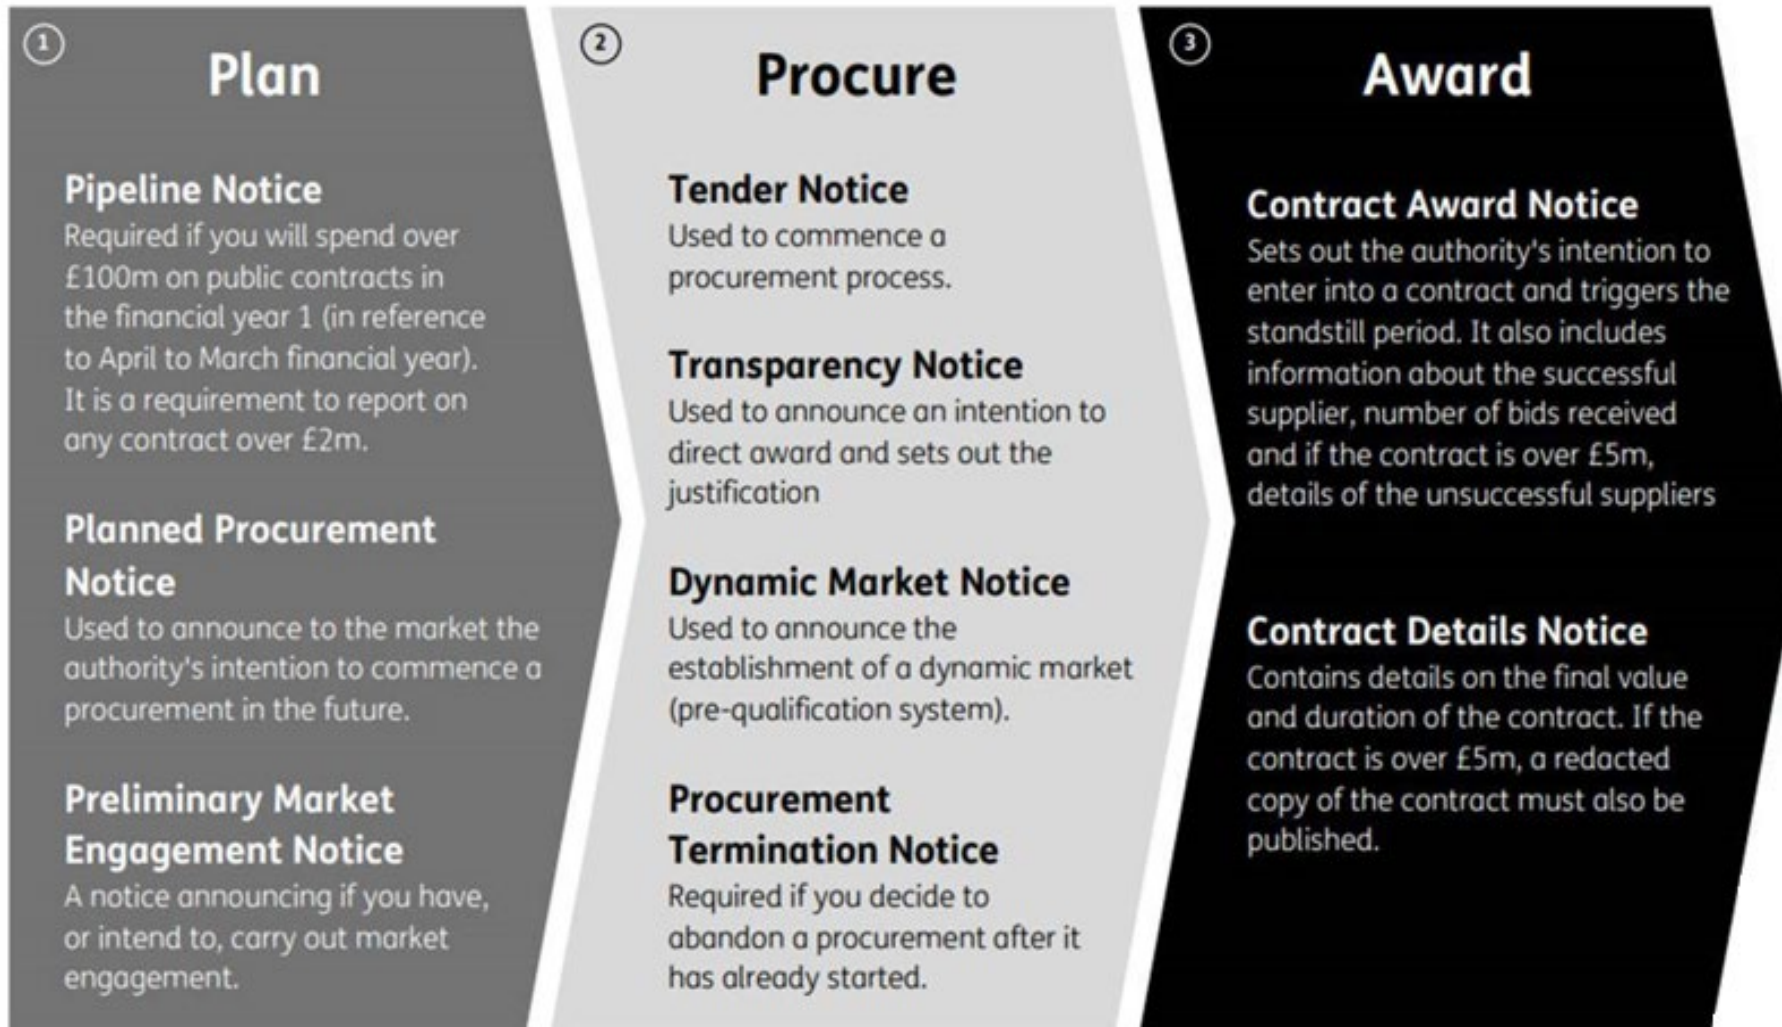 1
Plan
Pipeline Notice
Required if you will spend over
£100m on public contracts in
the financial year 1 (in reference
to April to March financial year).
It is a requirement to report on
any contract over £2m.
Planned Procurement
Notice
Used to announce to the market the
authority's intention to commence a
procurement in the future.
Preliminary Market
Engagement Notice
A notice announcing if you have,
or intend to, carry out market
engagement.
2
Procure
Tender Notice
Used to commence a
procurement process.
Transparency Notice
Used to announce an intention to
direct award and sets out the
justification
Dynamic Market Notice
Used to announce the
establishment of a dynamic market
(pre-qualification system).
Procurement
Termination Notice
Required if you decide to
abandon a procurement after it
has already started.
3
Award
Contract Award Notice
Sets out the authority's intention to
enter into a contract and triggers the
standstill period. It also includes
information about the successful
supplier, number of bids received
and if the contract is over £5m,
details of the unsuccessful suppliers
Contract Details Notice
Contains details on the final value
and duration of the contract. If the
contract is over £5m, a redacted
copy of the contract must also be
published.